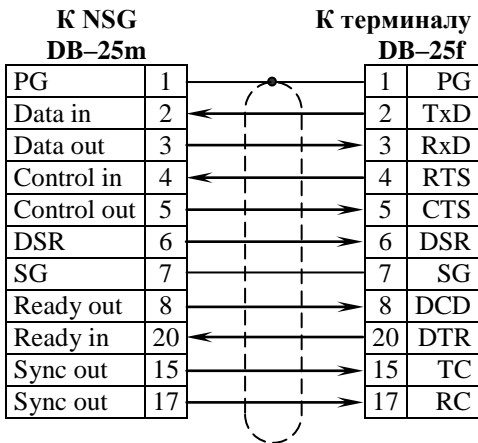 К NSG К терминалу
DB–25m DB–25f
PG 1 1 PG
Data in 2 2 TxD
Data out 3 3 RxD
Control in 4 4 RTS
Control out 5 5 CTS
DSR 6 6 DSR
SG 7 7 SG
Ready out 8 8 DCD
Ready in 20 20 DTR
Sync out 15 15 TC
Sync out 17 17 RC